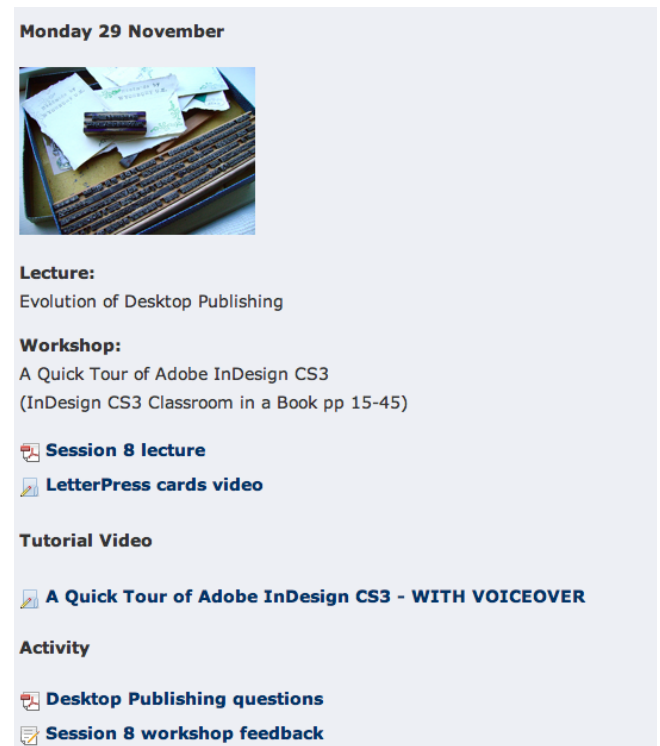 Monday 29 November
Lecture:
Evolution of Desktop Publishing
Workshop:
A Quick Tour of Adobe InDesign CS3
(InDesign CS3 Classroom in a Book pp 15-45)
Session 8 lecture
LetterPress cards video
Tutorial Video
A Quick Tour of Adobe InDesign CS3 - WITH VOICEOVER
Activity
Desktop Publishing questions
Session 8 workshop feedback